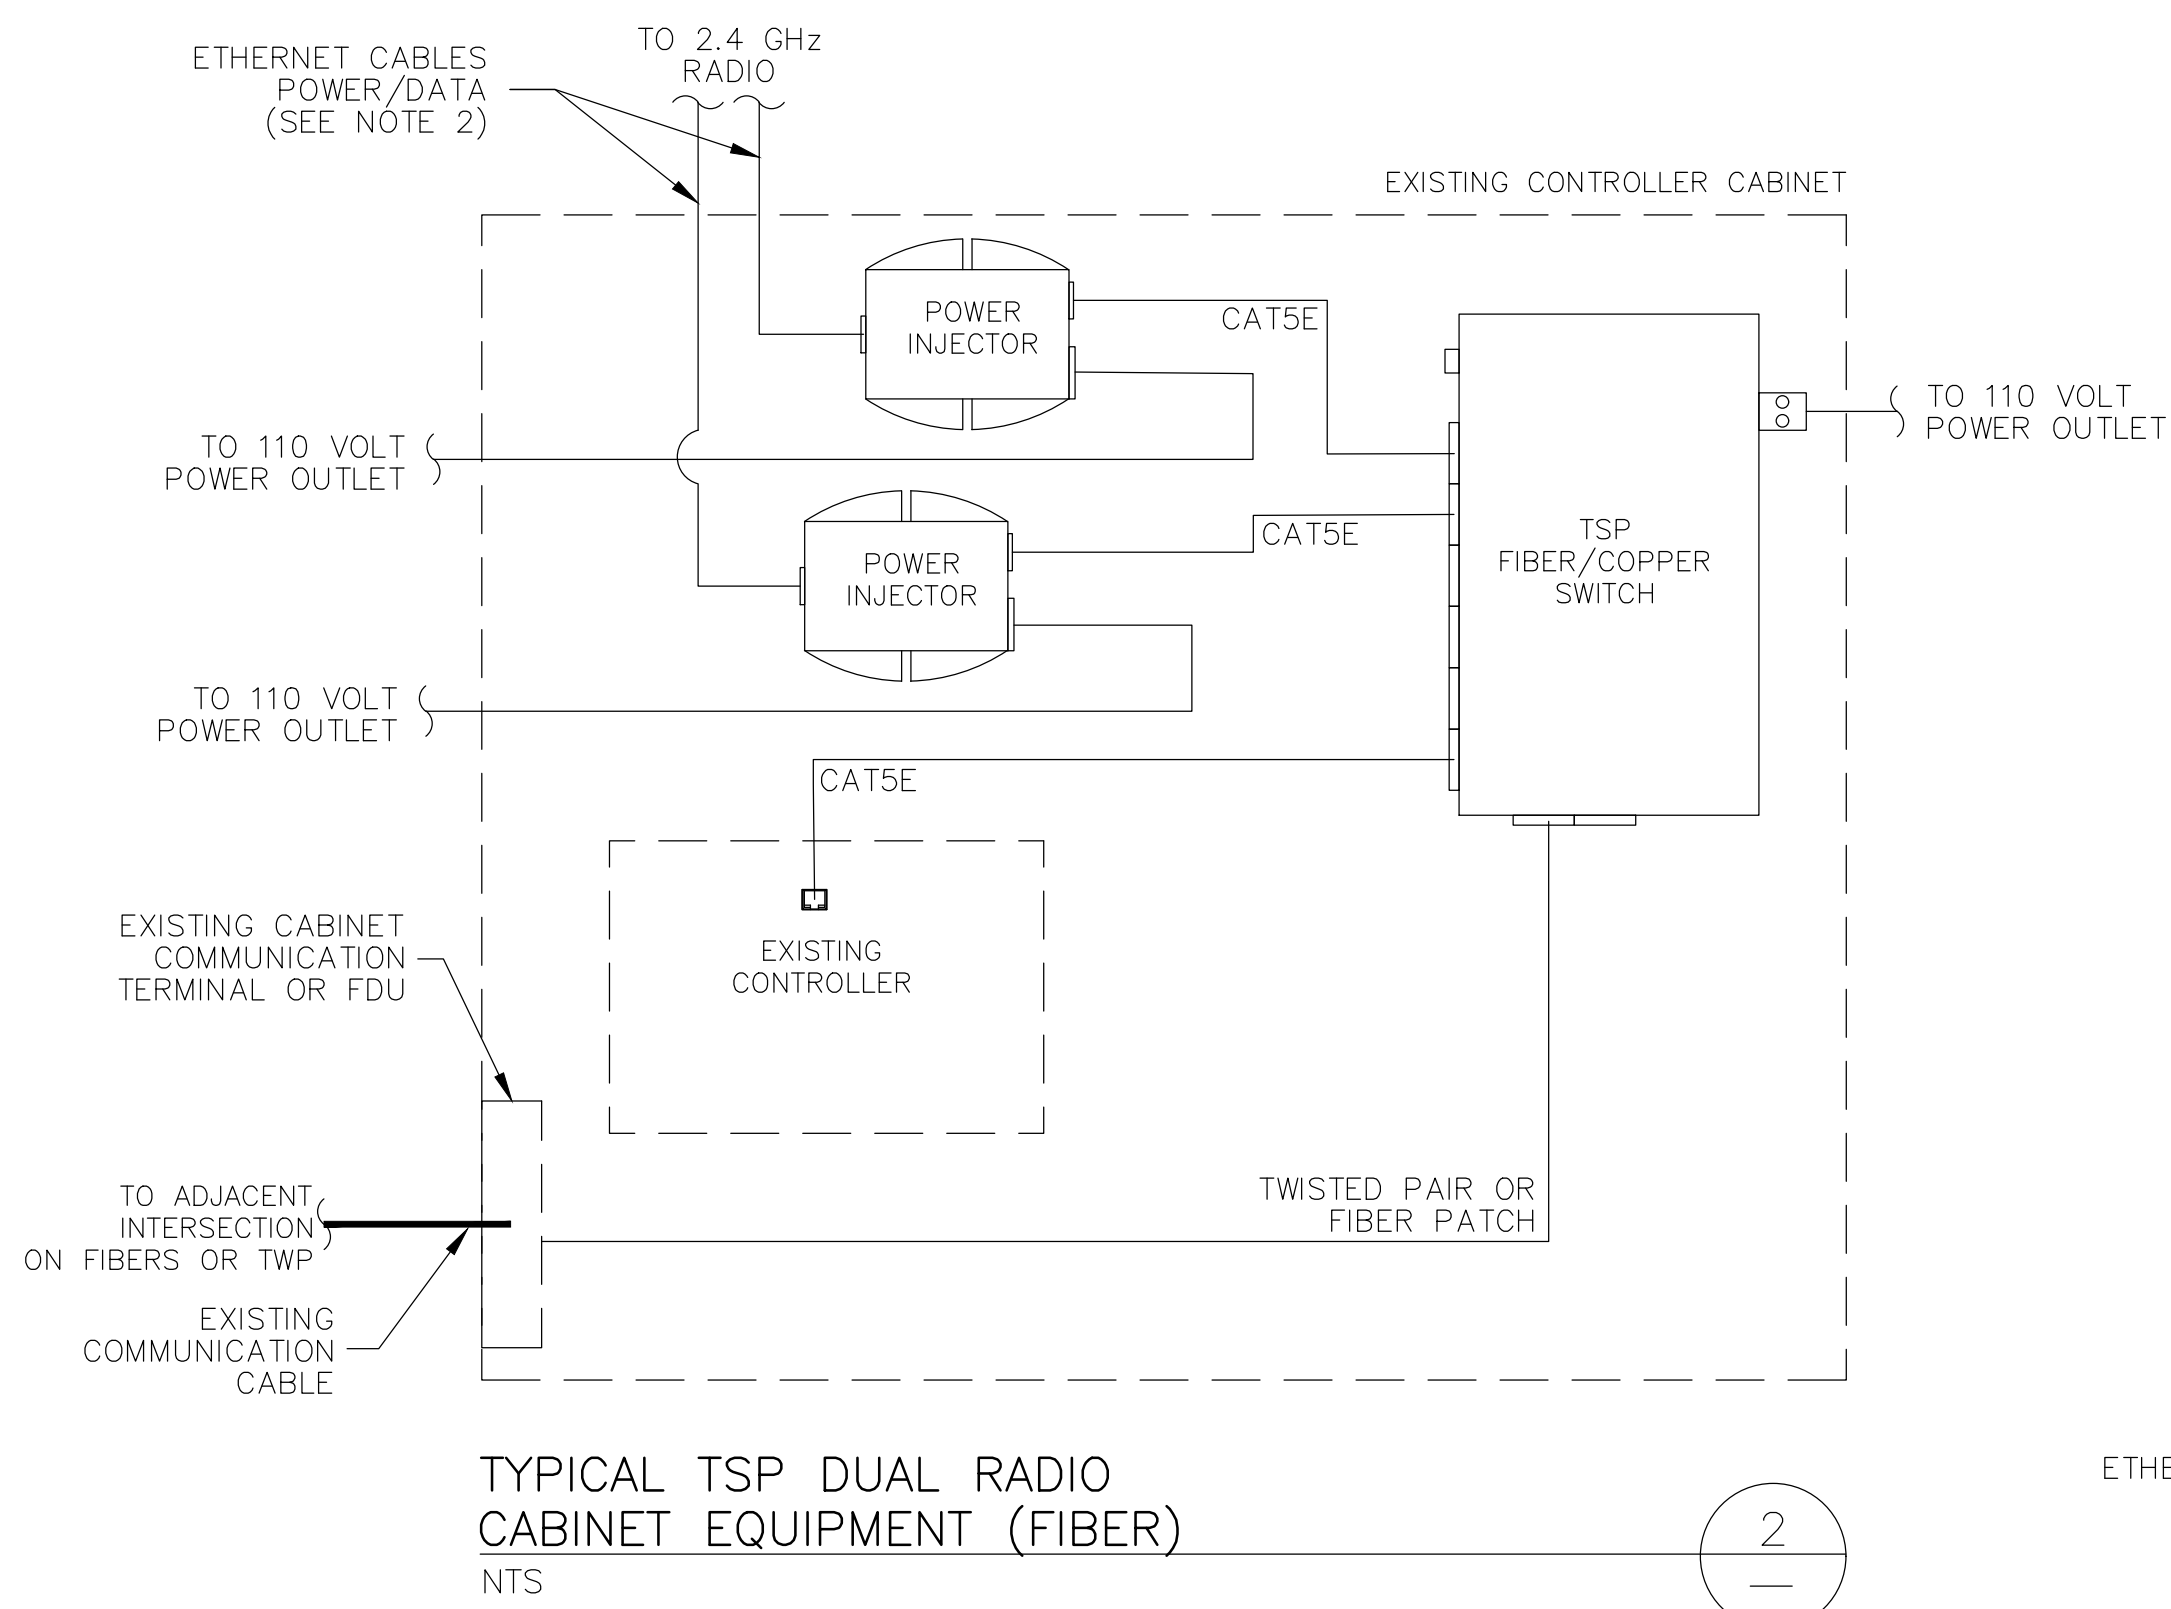 TO 2.4 GHz
RADIO
ETHERNET CABLES
POWER/DATA
(SEE NOTE 2)
EXISTING CONTROLLER CABINET
POWER
INJECTOR
CAT5E
TO 110 VOLT
POWER OUTLET
TO 110 VOLT
POWER OUTLET
CAT5E
TSP
FIBER/COPPER
SWITCH
POWER
INJECTOR
TO 110 VOLT
POWER OUTLET
CAT5E
EXISTING CABINET
COMMUNICATION
TERMINAL OR FDU
EXISTING
CONTROLLER
TO ADJACENT
INTERSECTION
ON FIBERS OR TWP
TWISTED PAIR OR
FIBER PATCH
EXISTING
COMMUNICATION
CABLE
TYPICAL TSP DUAL RADIO
CABINET EQUIPMENT (FIBER)
NTS
2
—